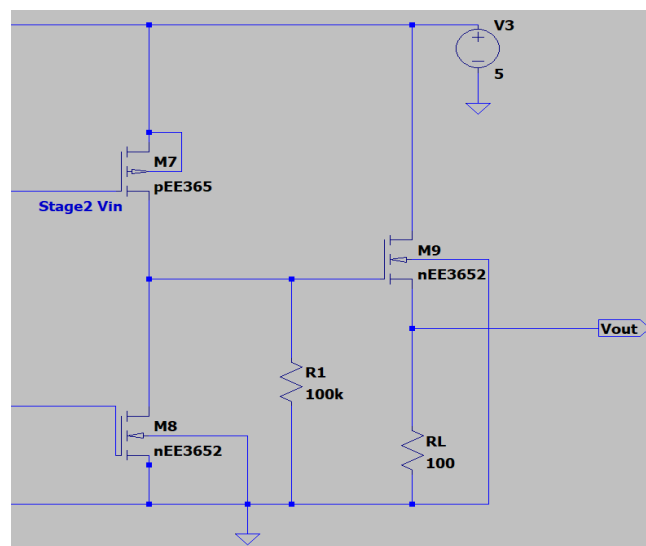 V3
5
M7
pEE365
Stage2 Vin
M9
nEE3652
Vout
R1
100k
M8
nEE3652
RL
100